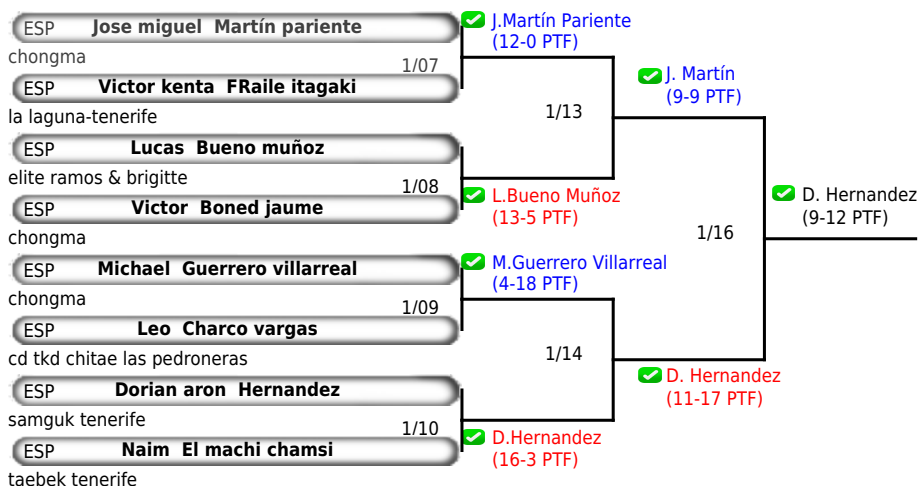 ESP Jose miguel Martín pariente
chongma
1/07
ESP Victor kenta FRaile itagaki
la laguna-tenerife
ESP Lucas Bueno muñoz
elite ramos & brigitte
1/08
ESP Victor Boned jaume
chongma
ESP Michael Guerrero villarreal
chongma
1/09
ESP Leo Charco vargas
cd tkd chitae las pedroneras
ESP Dorian aron Hernandez
samguk tenerife
1/10
ESP Naim El machi chamsi
taebek tenerife
J.Martín Pariente
(12-0 PTF)
1/13
L.Bueno Muñoz
(13-5 PTF)
M.Guerrero Villarreal
(4-18 PTF)
1/14
D.Hernandez
(16-3 PTF)
J. Martín
(9-9 PTF)
1/16
D. Hernandez
(11-17 PTF)
D. Hernandez
(9-12 PTF)